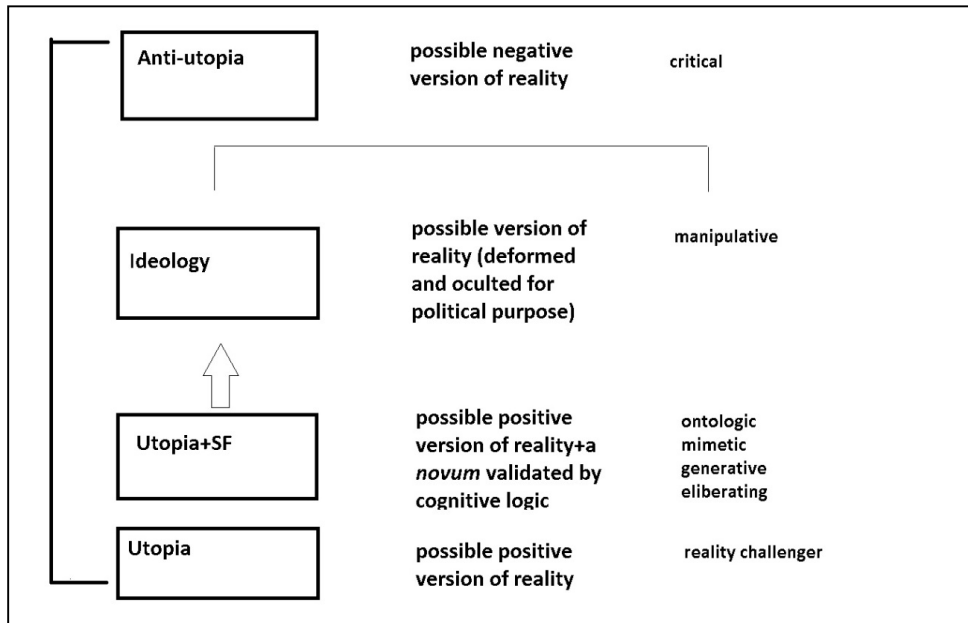 Anti-utopia
possible negative
version of reality
critical
Ideology
possible version of
reality (deformed
and oculted for
political purpose)
manipulative
Utopia+SF
possible positive
version of reality+a
novum validated by
cognitive logic
ontologic
mimetic
generative
eliberating
Utopia
possible positive
version of reality
reality challenger